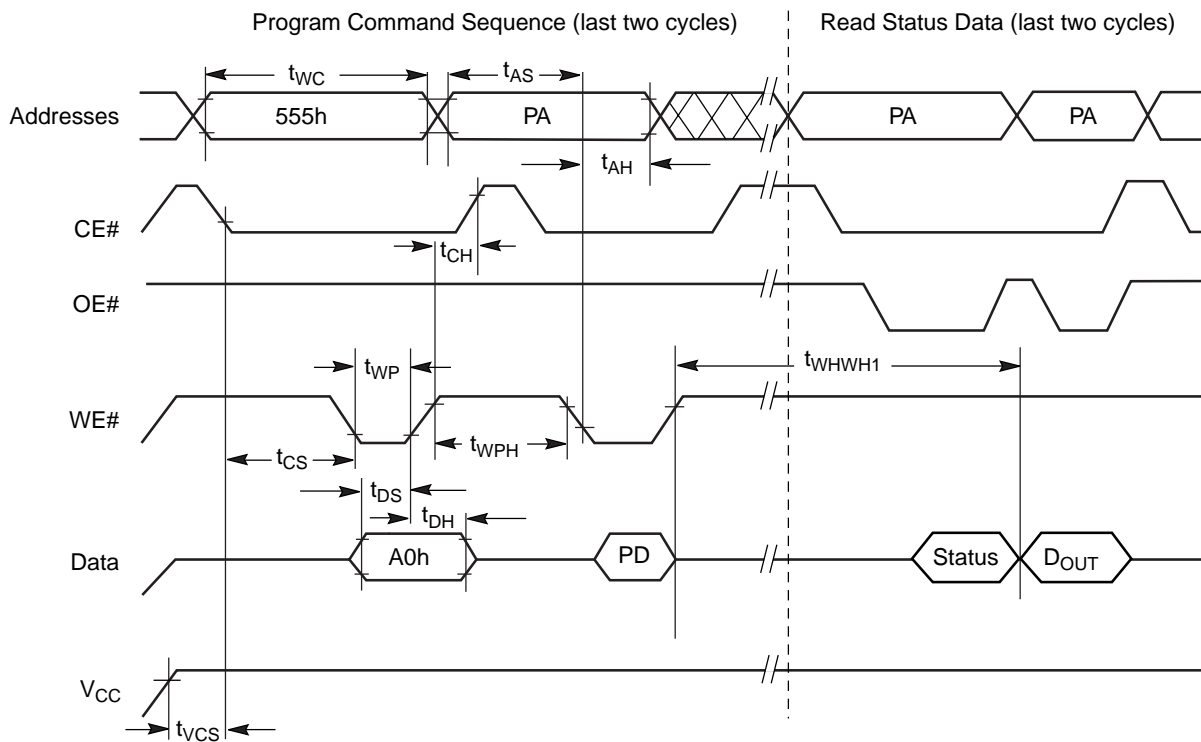 Program Command Sequence (last two cycles) Read Status Data (last two cycles)
tWC tAS
Addresses 555h PA PA PA
tAH
CE#
tCH
OE#
tWP tWHWH1
WE#
tWPH
tCS
tDS
tDH
Data A0h PD Status DOUT
VCC
tVCS